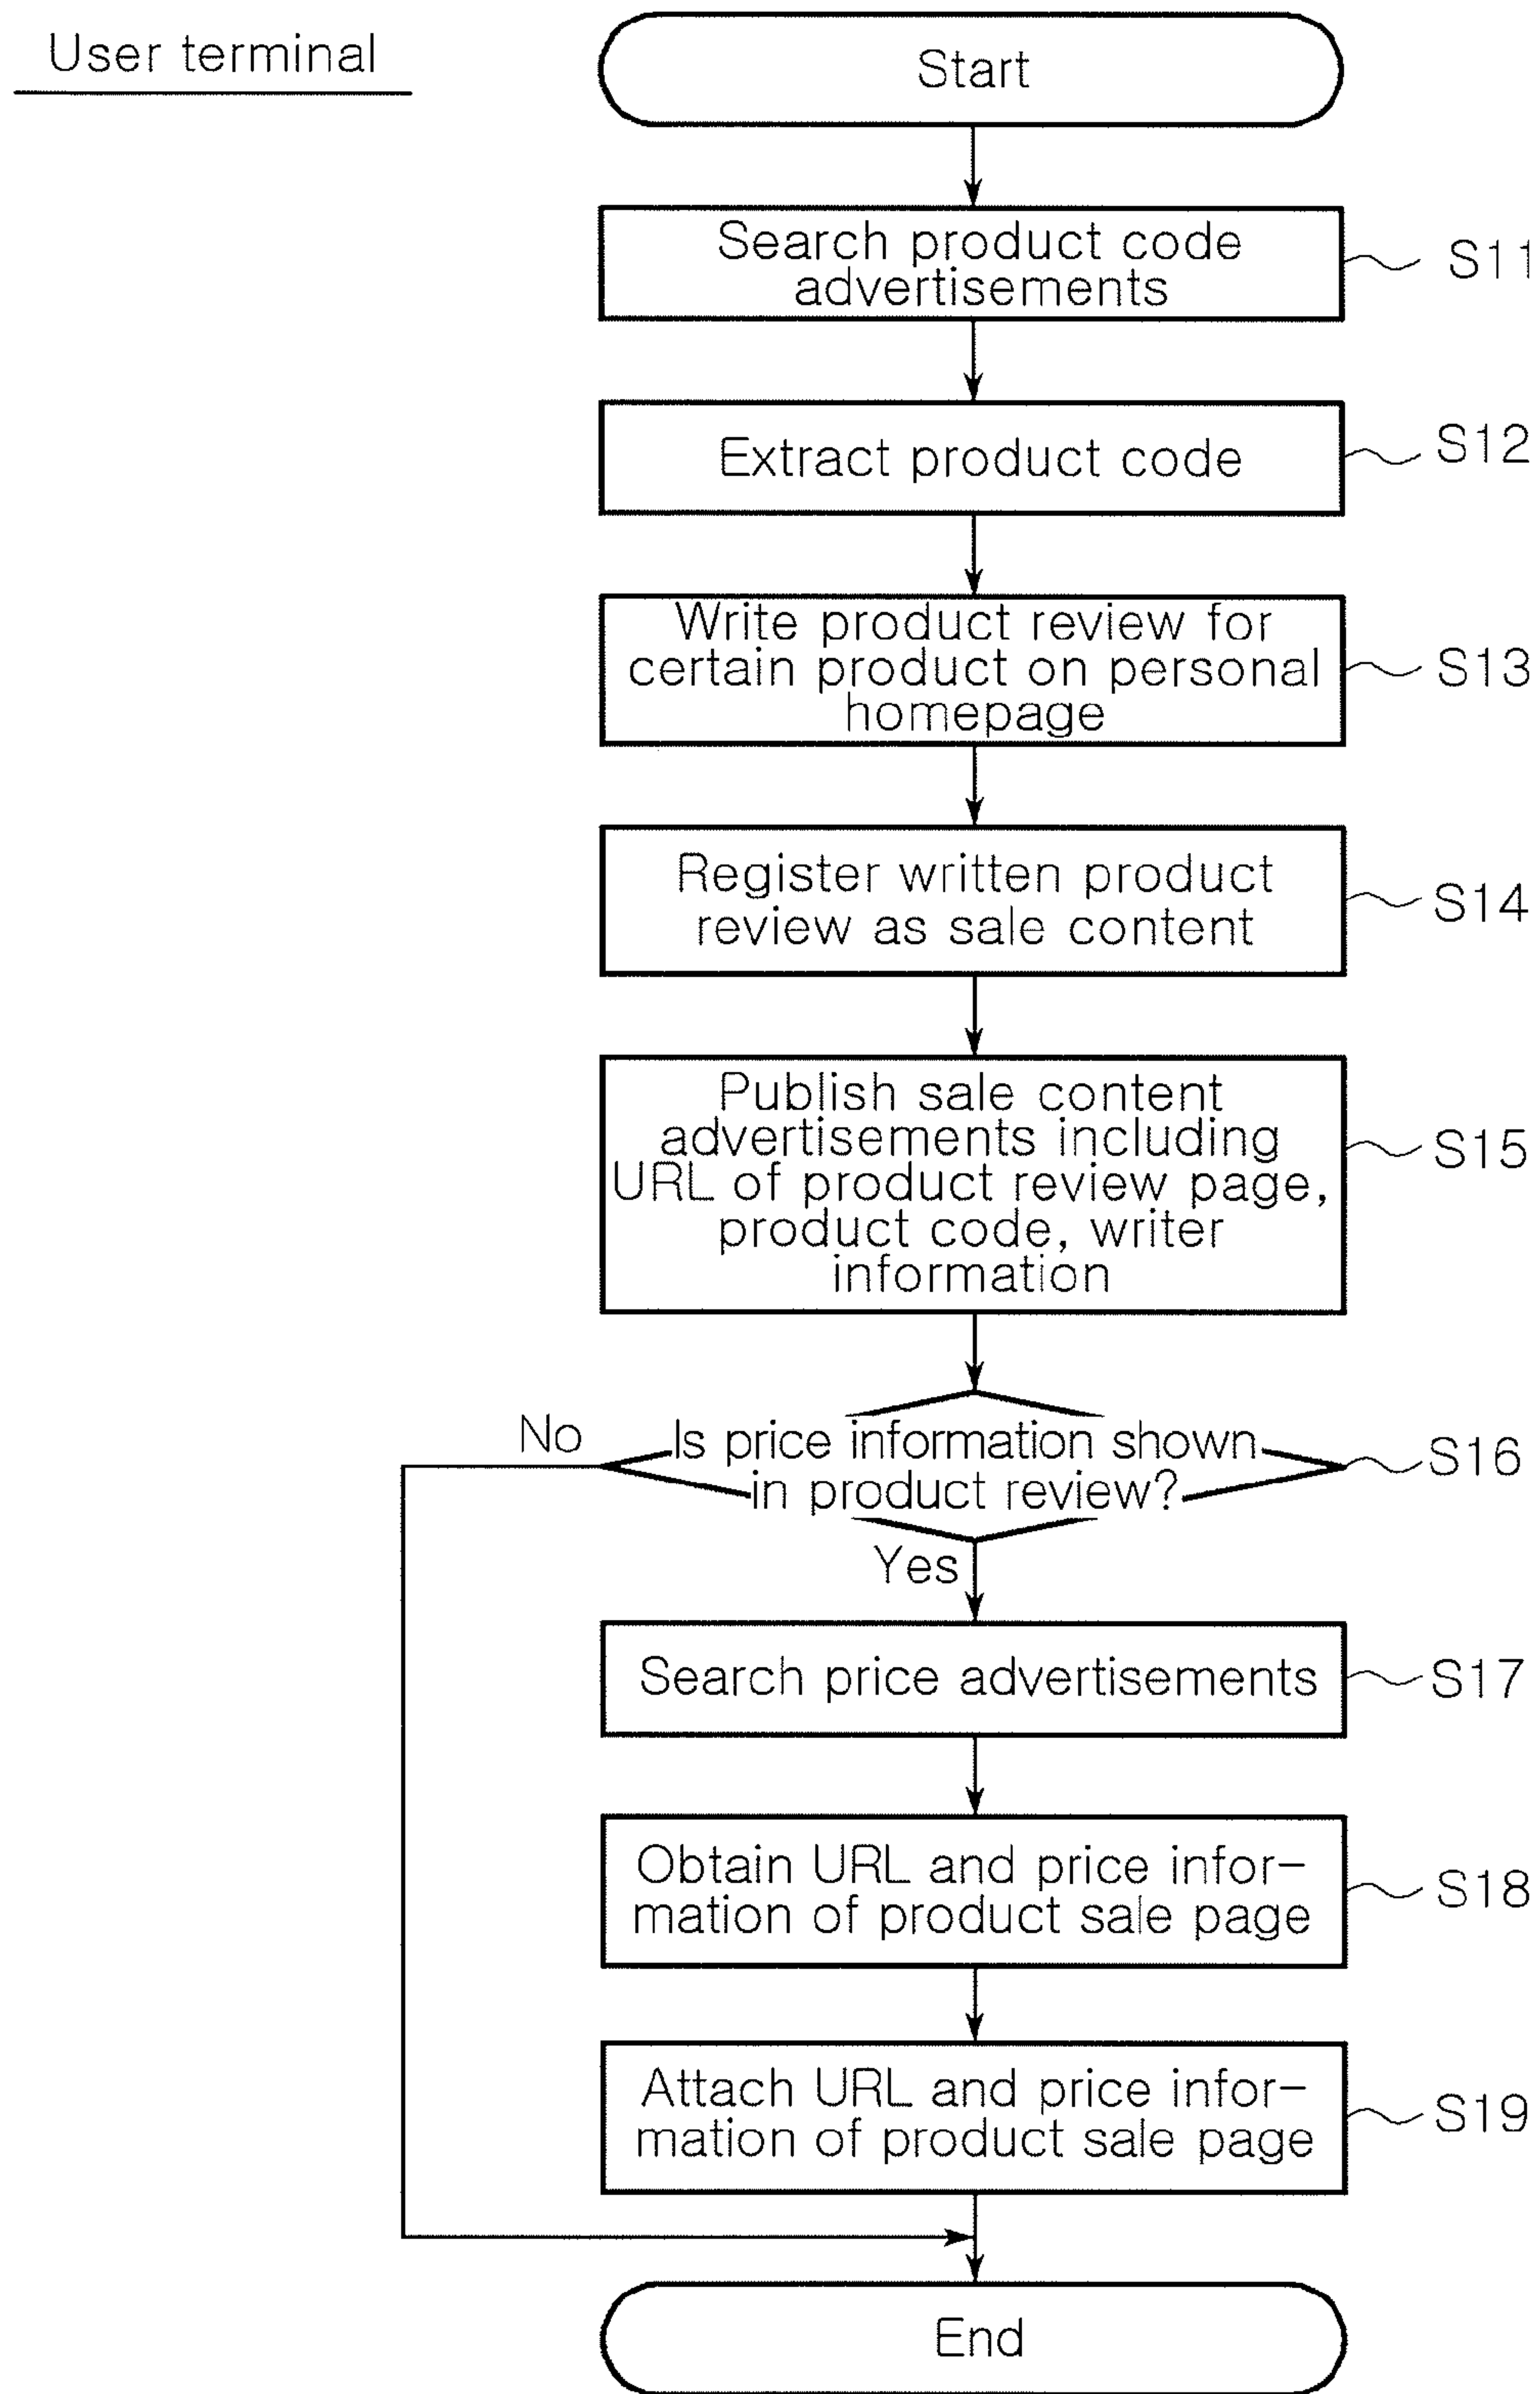 User terminal
Start
Search product code
advertisements
S11
Extract product code
S12
Write product review for
certain product on personal
homepage
S13
Register written product
review as sale content
S14
Publish sale content
advertisements including
URL of product review page,
product code, writer
information
S15
No
Is price information shown
in product review?
S16
Yes
Search price advertisements
S17
Obtain URL and price infor-
mation of product sale page
S18
Attach URL and price infor-
mation of product sale page
S19
End